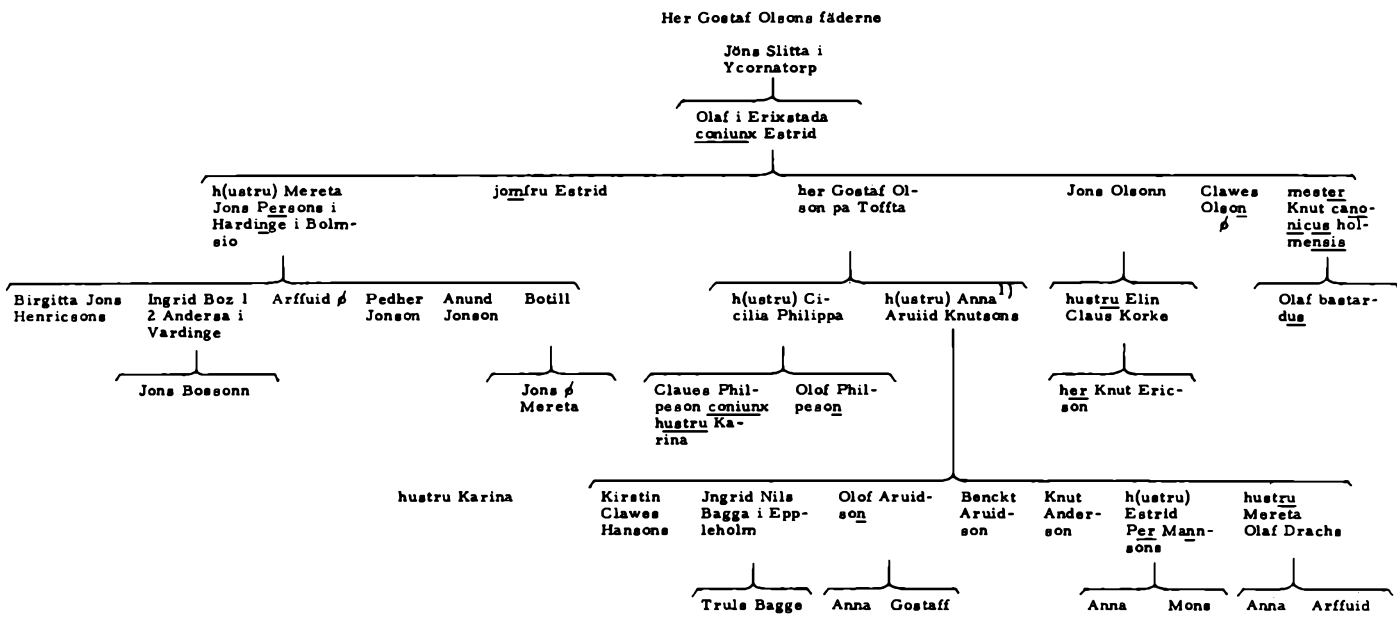 Her Gostaf Olsons fäderne
Jöns Slitta i
Ycornatorp
Olaf i Erixstada
coniunx Estrid
h(ustru) Mereta
Jons Persons i
Hardinge i Bolm-
sio
jomfru Estrid
her Gostaf Ol-
son pa Toffta
Jons Olsonn
Clawes
Olson
ø
mester
Knut cano-
nicus hol-
mensis
Birgitta Jons
Henricsons
Ingrid Boz 1
2 Andersa i
Vardinge
Arffuid ø
Pedher
Jonson
Anund
Jonson
Botill
h(ustru) Ci-
cilia Philippa
h(ustru) Anna 1)
Aruiid Knutsons
hustru Elin
Claus Korke
Olaf bastar-
dus
Jons Bossonn
Jons ø
Mereta
Claues Phil-
peson coniunx
hustru Ka-
rina
Olof Phil-
peson
her Knut Eric-
son
hustru Karina
Kirstin
Clawes
Hansons
Jngrid Nils
Bagga i Epp-
leholm
Olof Aruid-
son
Benckt
Aruid-
son
Knut
Ander-
son
h(ustru)
Estrid
Per Mann-
sons
hustru
Mereta
Olaf Drachs
Truls Bagge
Anna
Gostaff
Anna
Mons
Anna
Arffuid